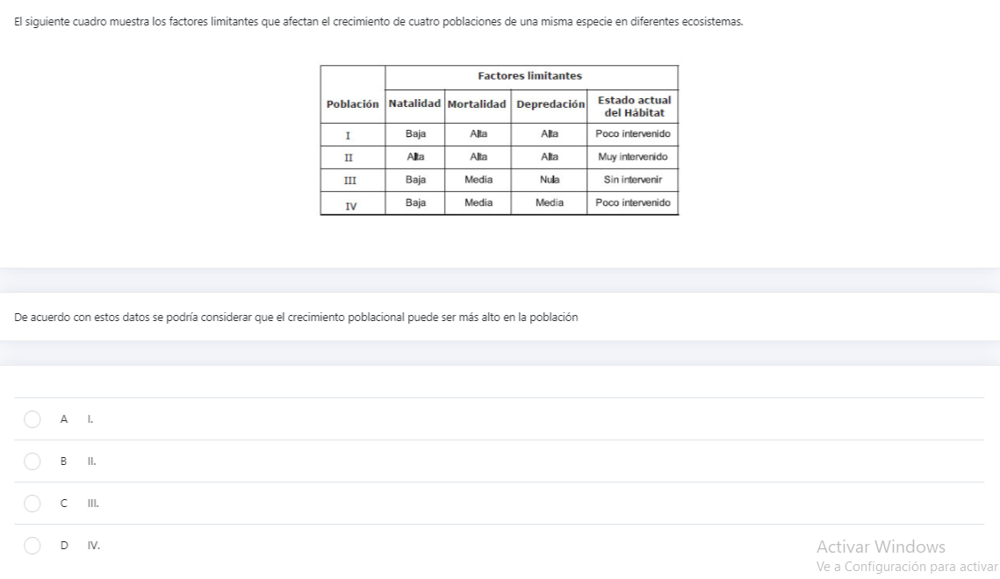 El siguiente cuadro muestra los factores limitantes que afectan el crecimiento de cuatro poblaciones de una misma especie en diferentes ecosistemas.
Factores limitantes
Población Natalidad Mortalidad Depredación Estado actual del Hábitat
I Baja Alta Alta Poco intervenido
II Alta Alta Alta Muy intervenido
III Baja Media Nula Sin intervenir
IV Baja Media Media Poco intervenido
De acuerdo con estos datos se podría considerar que el crecimiento poblacional puede ser más alto en la población
A I.
B II.
C III.
D IV.
Activar Windows
Ve a Configuración para activar